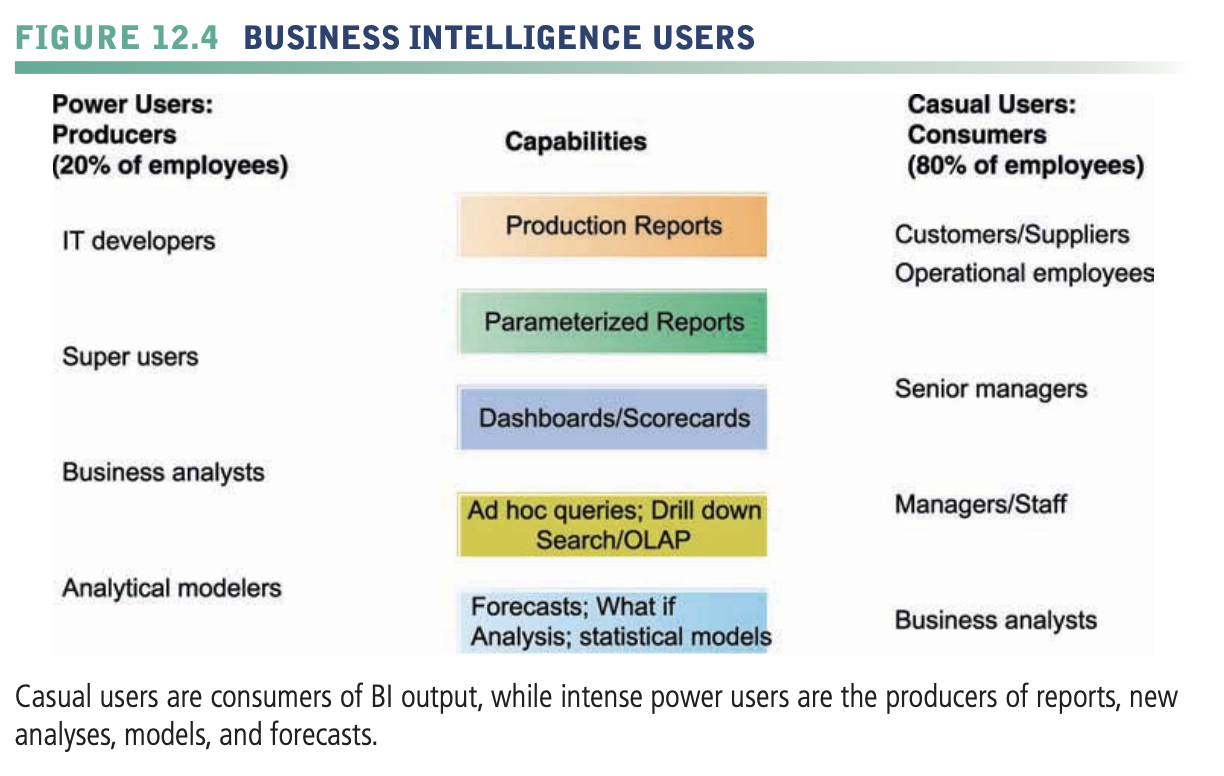 FIGURE 12.4 BUSINESS INTELLIGENCE USERS
Power Users:
Producers
(20% of employees)
IT developers
Super users
Business analysts
Analytical modelers
Capabilities
Production Reports
Parameterized Reports
Dashboards/Scorecards
Ad hoc queries; Drill down
Search/OLAP
Forecasts; What if
Analysis; statistical models
Casual Users:
Consumers
(80% of employees)
Customers/Suppliers
Operational employees
Senior managers
Managers/Staff
Business analysts
Casual users are consumers of BI output, while intense power users are the producers of reports, new
analyses, models, and forecasts.